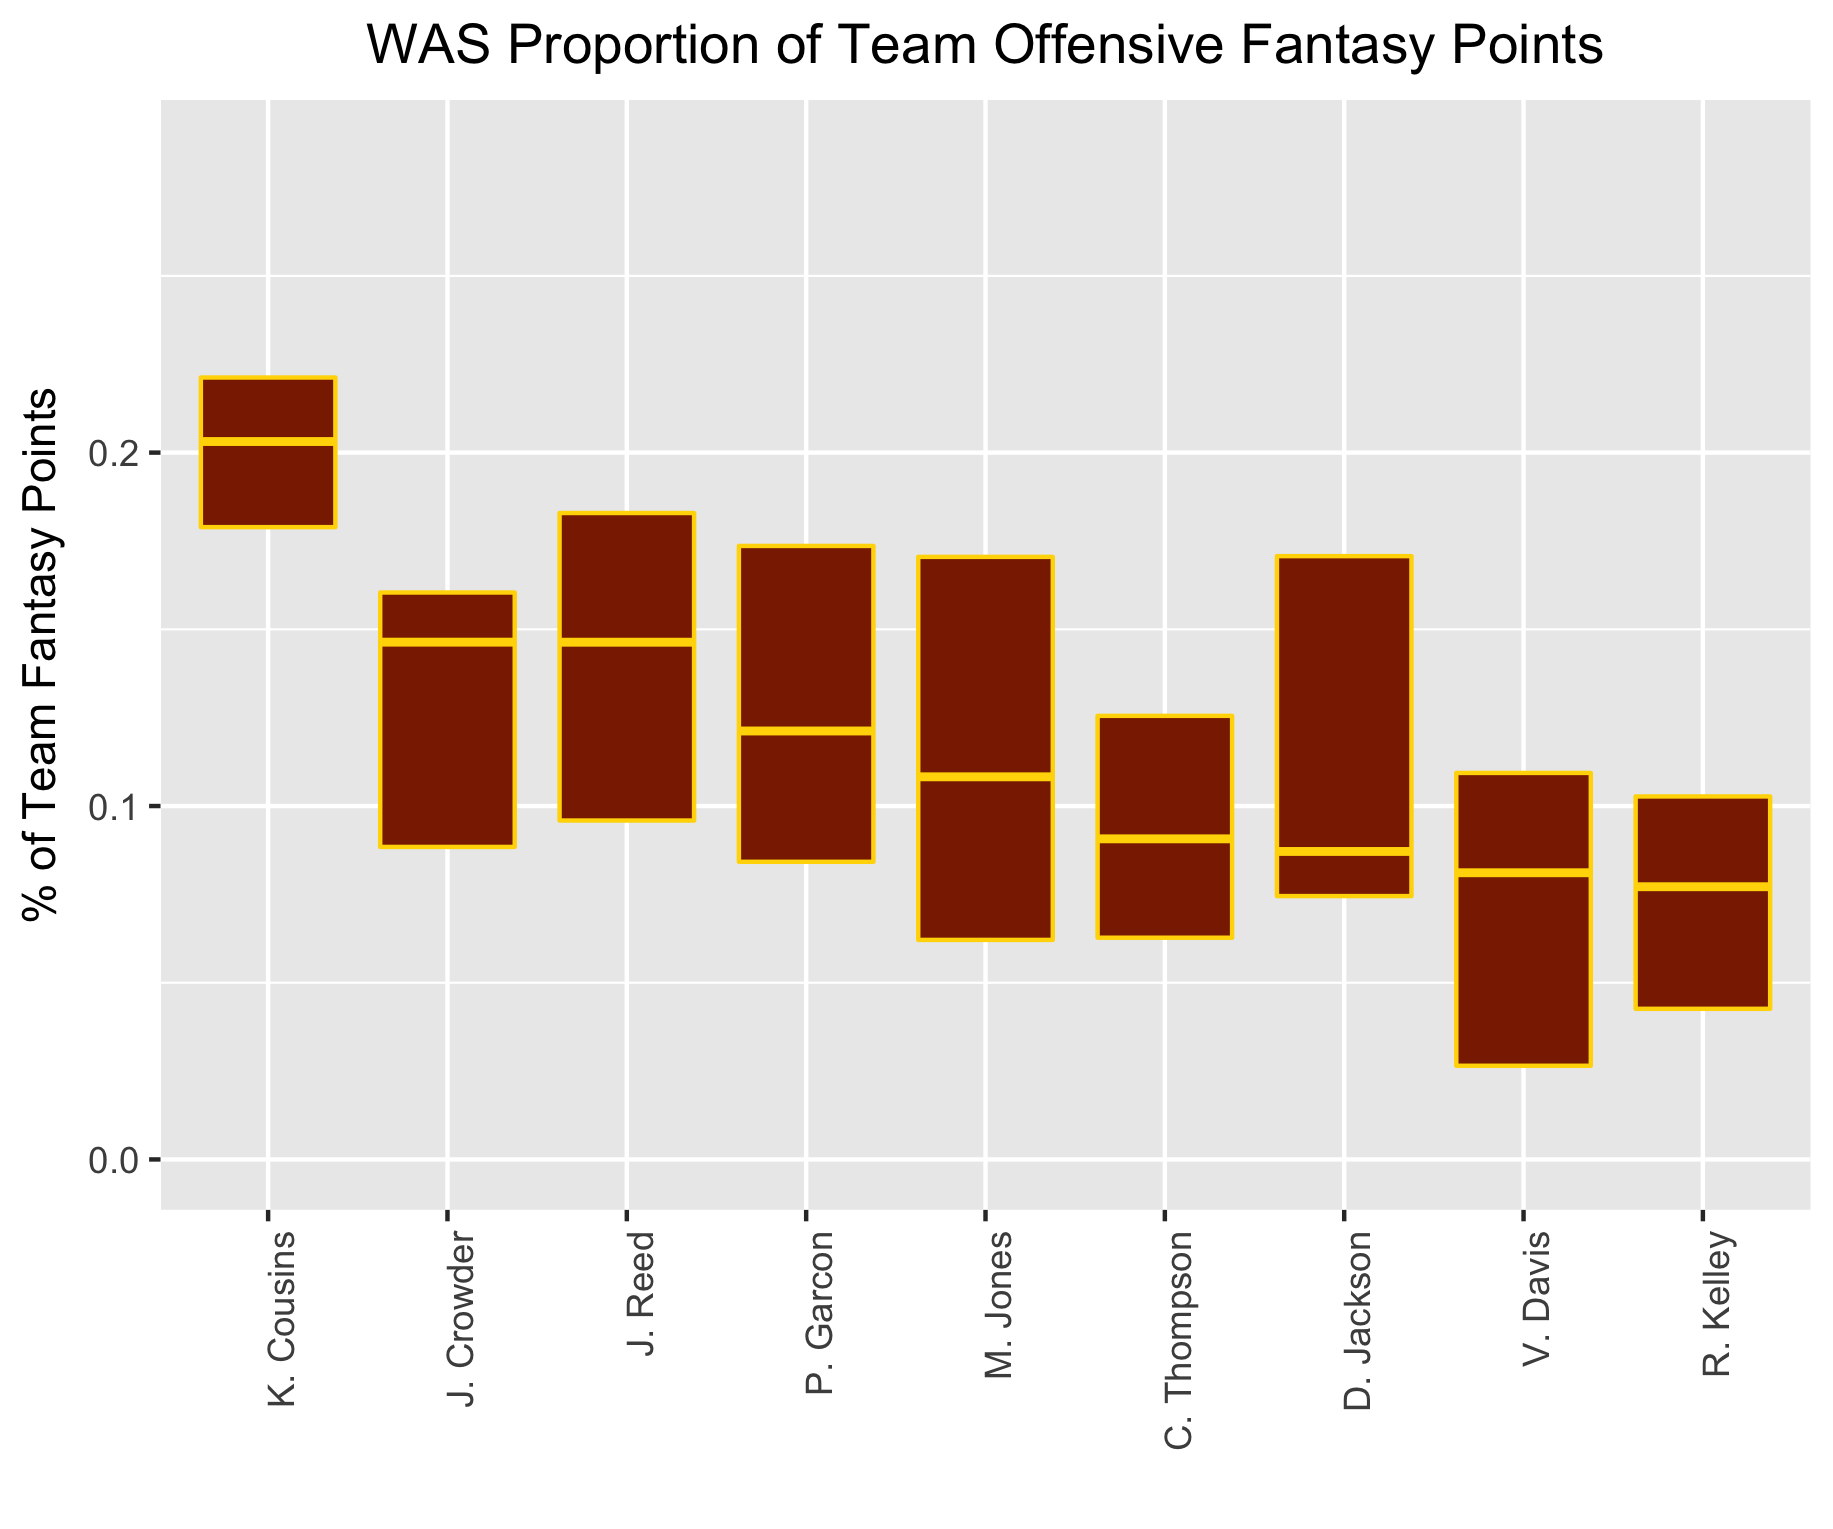 WAS Proportion of Team Offensive Fantasy Points
% of Team Fantasy Points
0.2
0.1
0.0
K. Cousins
J. Crowder
J. Reed
P. Garcon
M. Jones
C. Thompson
D. Jackson
V. Davis
R. Kelley